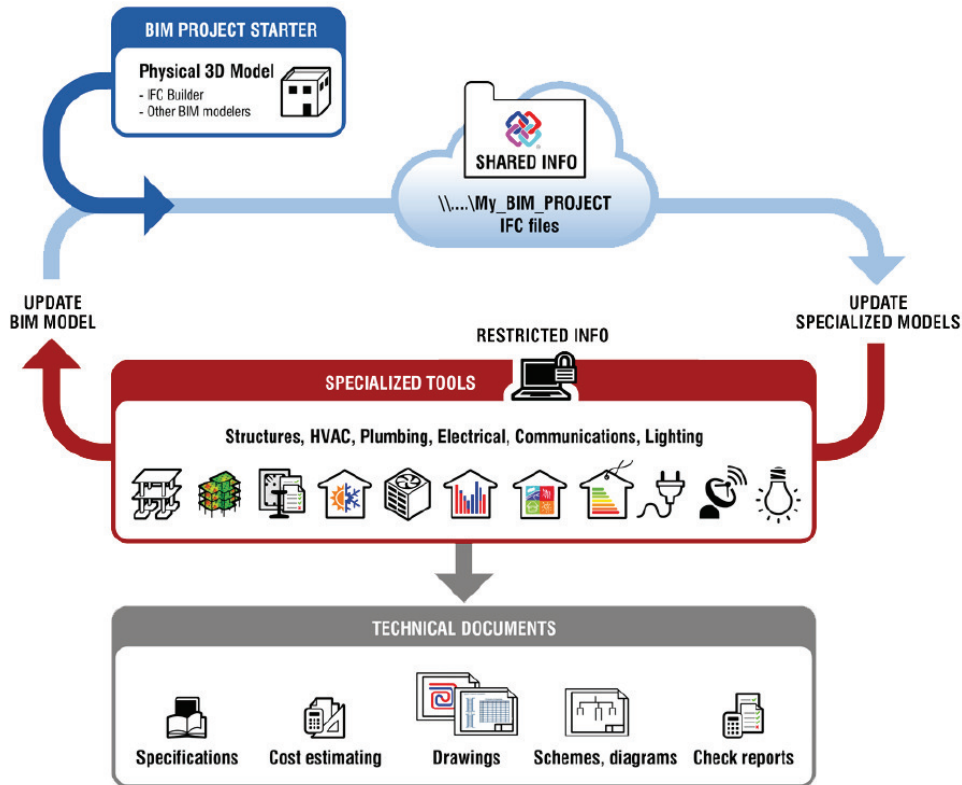 BIM PROJECT STARTER
Physical 3D Model
- IFC Builder
- Other BIM modelers
SHARED INFO
\\....\My_BIM_PROJECT
IFC files
UPDATE
BIM MODEL
UPDATE
SPECIALIZED MODELS
RESTRICTED INFO
SPECIALIZED TOOLS
Structures, HVAC, Plumbing, Electrical, Communications, Lighting
TECHNICAL DOCUMENTS
Specifications
Cost estimating
Drawings
Schemes, diagrams
Check reports